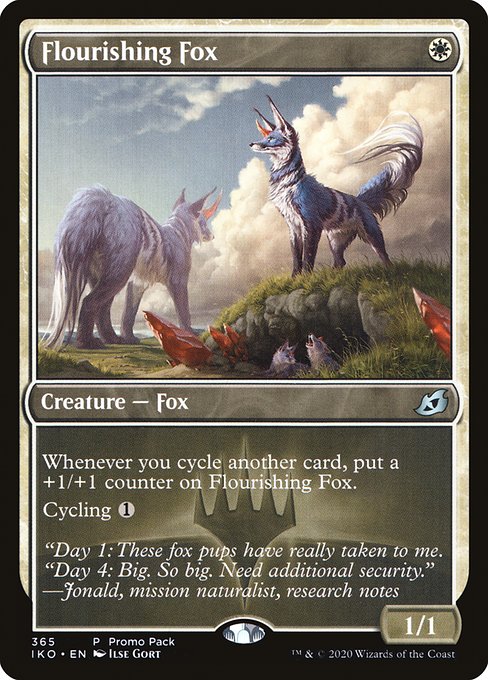 Flourishing Fox
Creature — Fox
Whenever you cycle another card, put a
+1/+1 counter on Flourishing Fox.
Cycling 1
“Day 1: These fox pups have really taken to me.
“Day 4: Big. So big. Need additional security.”
—Jonald, mission naturalist, research notes
1/1
365 P Promo Pack
IKO • EN Ilse Gort
™ & © 2020 Wizards of the Coast